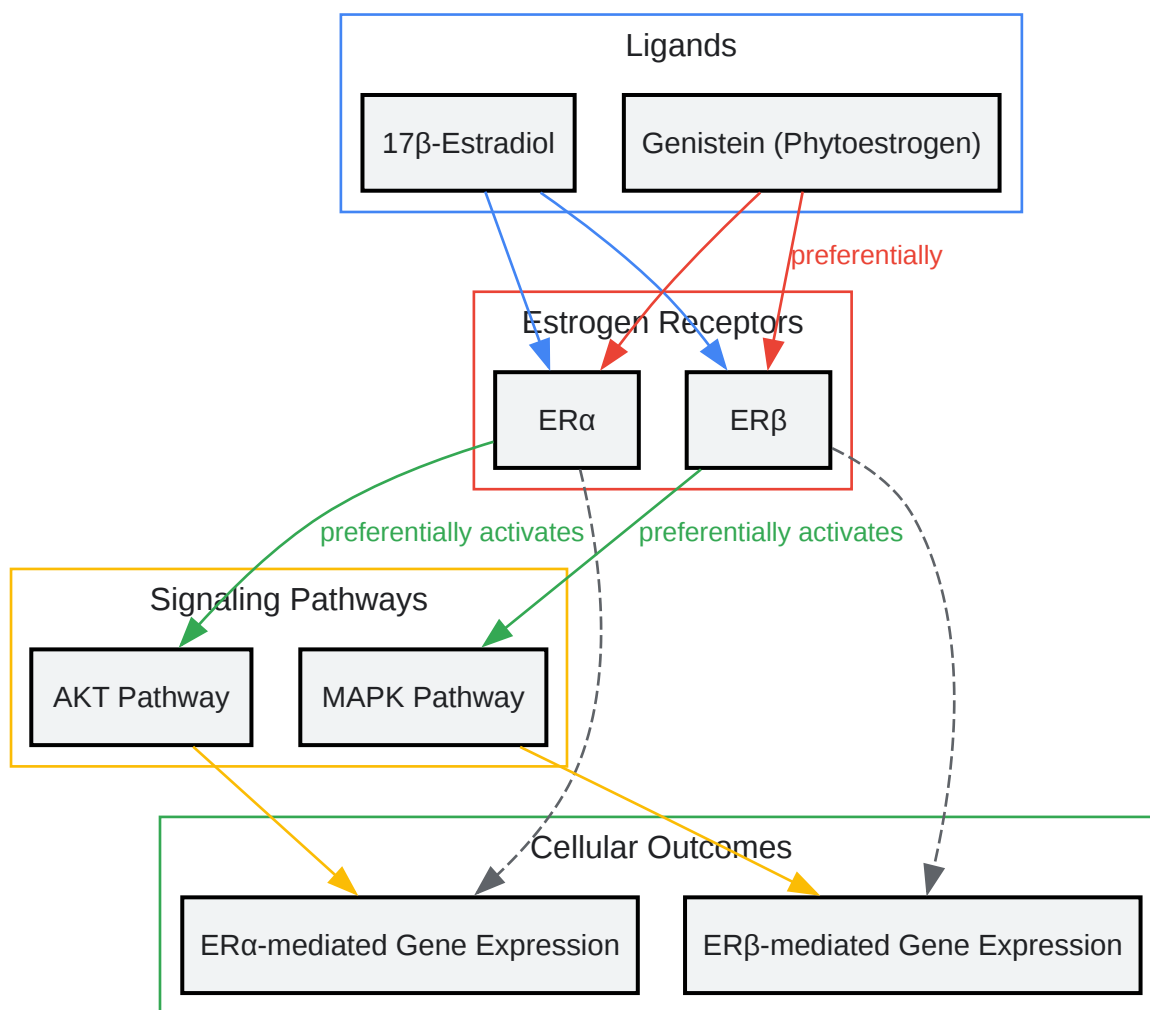 Ligands
17β-Estradiol
Genistein (Phytoestrogen)
preferentially
Estrogen Receptors
ERα
ERβ
preferentially activates
preferentially activates
Signaling Pathways
AKT Pathway
MAPK Pathway
Cellular Outcomes
ERα-mediated Gene Expression
ERβ-mediated Gene Expression